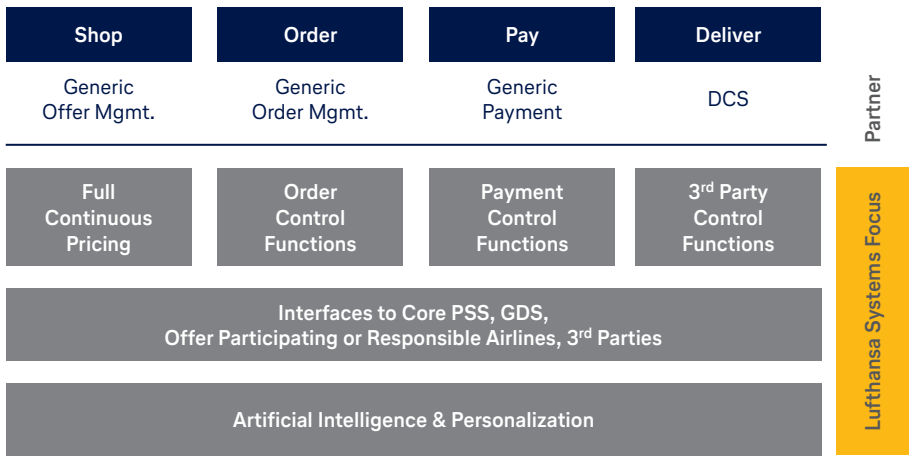 Shop
Order
Pay
Deliver
Generic
Offer Mgmt.
Generic
Order Mgmt.
Generic
Payment
DCS
Partner
Full
Continuous
Pricing
Order
Control
Functions
Payment
Control
Functions
3rd Party
Control
Functions
Interfaces to Core PSS, GDS,
Offer Participating or Responsible Airlines, 3rd Parties
Artificial Intelligence & Personalization
Lufthansa Systems Focus